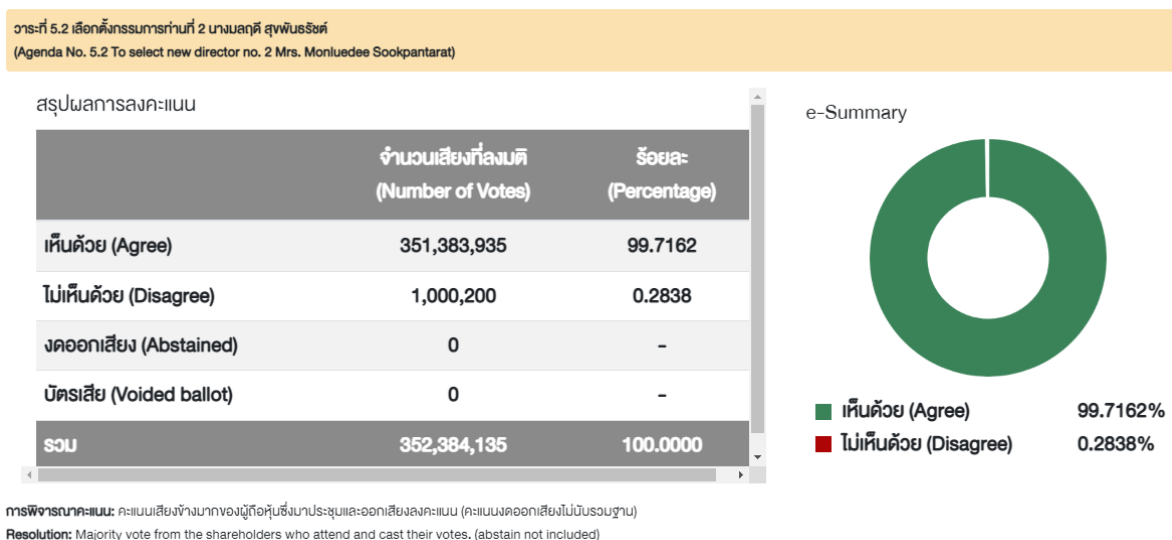 วาระที่ 5.2 เลือกตั้งกรรมการท่านที่ 2 นางมลฤดี สุขพันธรัชต์
(Agenda No. 5.2 To select new director no. 2 Mrs. Monluedee Sookpantarat)
สรุปผลการลงคะแนน
จำนวนเสียงที่ลงมติ ร้อยละ
(Number of Votes) (Percentage)
เห็นด้วย (Agree) 351,383,935 99.7162
ไม่เห็นด้วย (Disagree) 1,000,200 0.2838
งดออกเสียง (Abstained) 0 -
บัตรเสีย (Voided ballot) 0 -
รวม 352,384,135 100.0000
e-Summary
เห็นด้วย (Agree) 99.7162%
ไม่เห็นด้วย (Disagree) 0.2838%
การพิจารณาคะแนน: คะแนนเสียงข้างมากของผู้ถือหุ้นซึ่งมาประชุมและออกเสียงลงคะแนน (คะแนนงดออกเสียงไม่นับรวมฐาน)
Resolution: Majority vote from the shareholders who attend and cast their votes. (abstain not included)